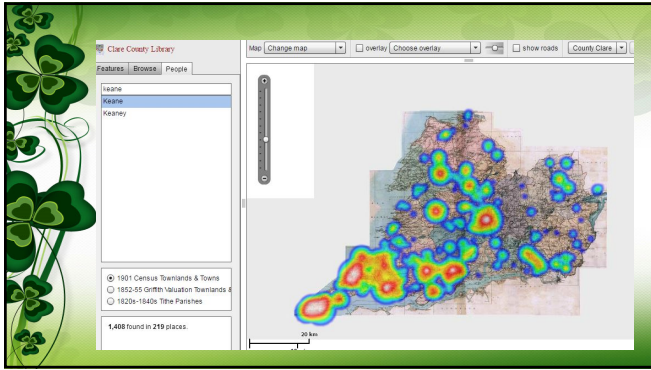 Clare County Library
Map Change map overlay Choose overlay show roads County Clare
Features Browse People
keane
Keane
Keaney
1901 Census Townlands & Towns
1852-55 Griffith Valuation Townlands &
1820s-1840s Tithe Parishes
1,408 found in 219 places.
20 km